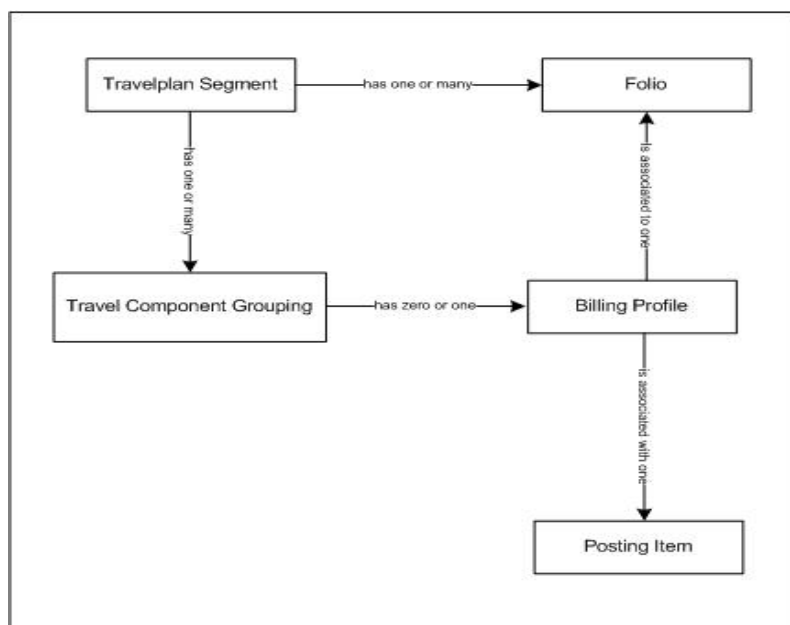 Travelplan Segment
has one or many
Folio
has one or many
Is associated to one
Travel Component Grouping
has zero or one
Billing Profile
is associated with one
Posting Item